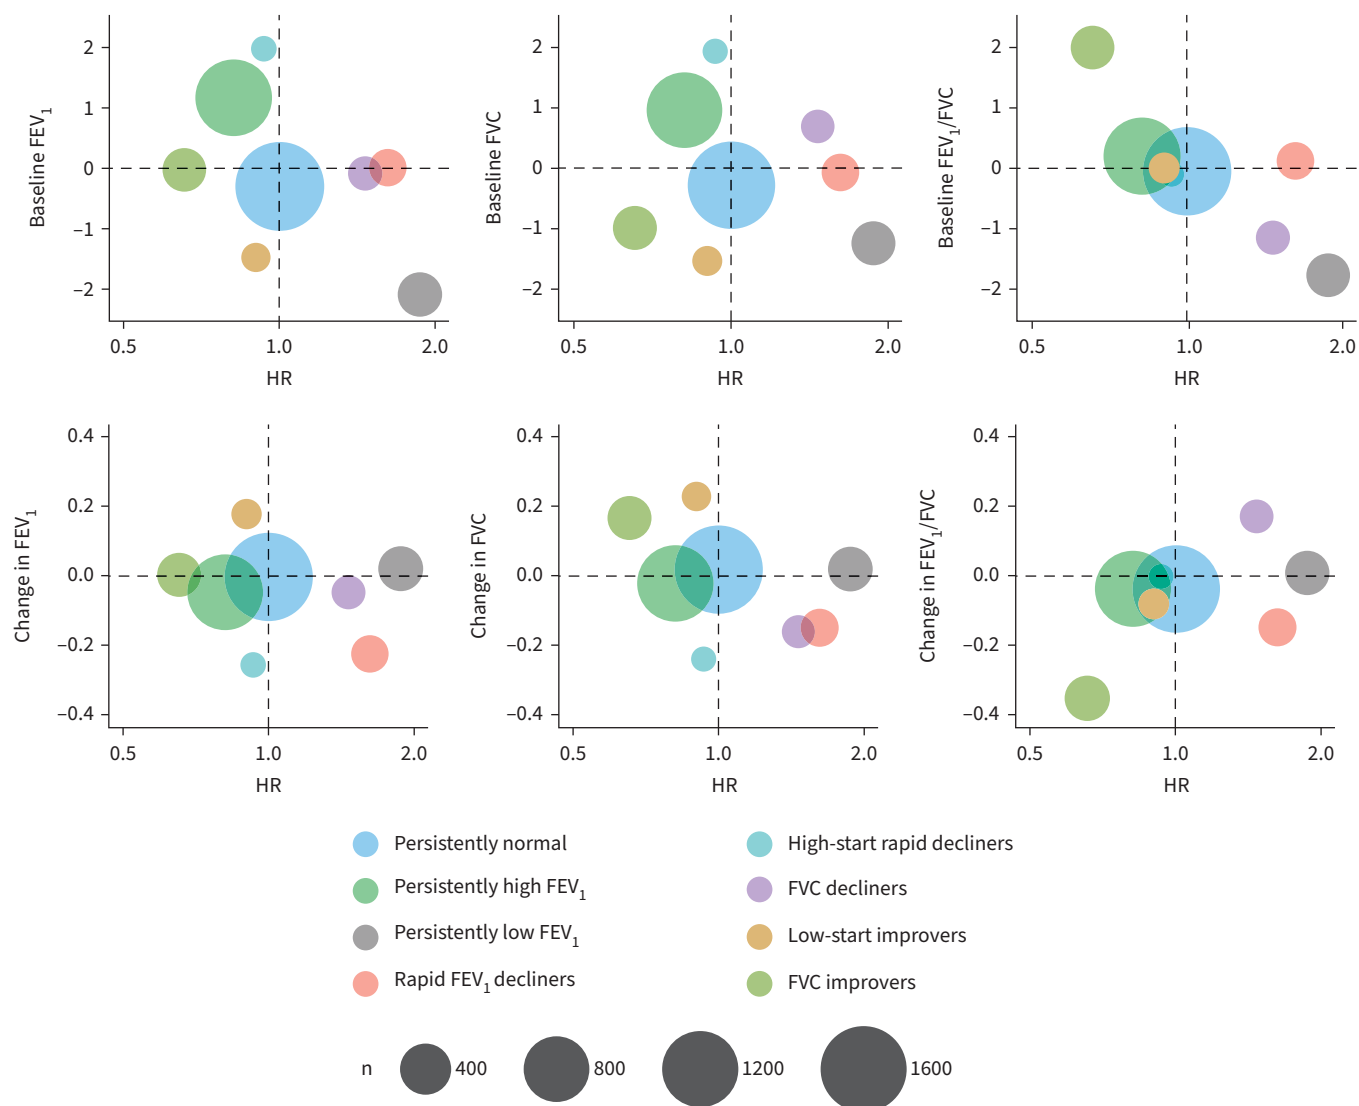 Baseline FEV1
2
1
0
–1
–2
0.5
1.0
2.0
HR
Baseline FVC
2
1
0
–1
–2
0.5
1.0
2.0
HR
Baseline FEV1/FVC
2
1
0
–1
–2
0.5
1.0
2.0
HR
Change in FEV1
0.4
0.2
0.0
–0.2
–0.4
0.5
1.0
2.0
HR
Change in FVC
0.4
0.2
0.0
–0.2
–0.4
0.5
1.0
2.0
HR
Change in FEV1/FVC
0.4
0.2
0.0
–0.2
–0.4
0.5
1.0
2.0
HR
Persistently normal
Persistently high FEV1
Persistently low FEV1
Rapid FEV1 decliners
High-start rapid decliners
FVC decliners
Low-start improvers
FVC improvers
n 400 800 1200 1600